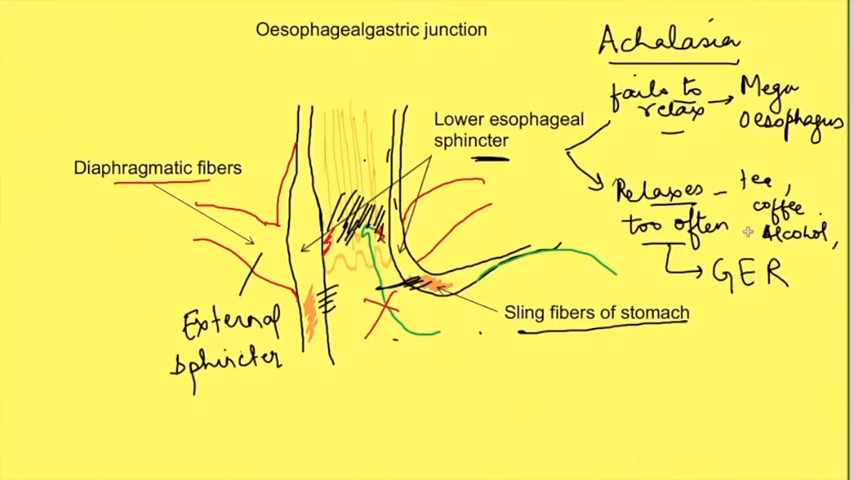 Oesophagealgastric junction
Achalasia
fails to
relax → Mega
oesophagus
Lower esophageal
sphincter
Diaphragmatic fibers
Relaxes - tea,
coffee
too often + Alcohol,
GER
Sling fibers of stomach
External
sphincter